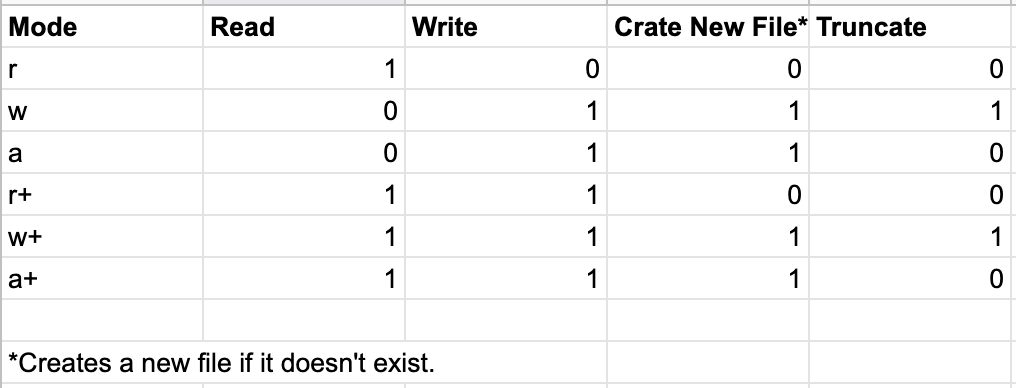 Mode Read Write Crate New File* Truncate
r 1 0 0 0
w 0 1 1 1
a 0 1 1 0
r+ 1 1 0 0
w+ 1 1 1 1
a+ 1 1 1 0
*Creates a new file if it doesn't exist.